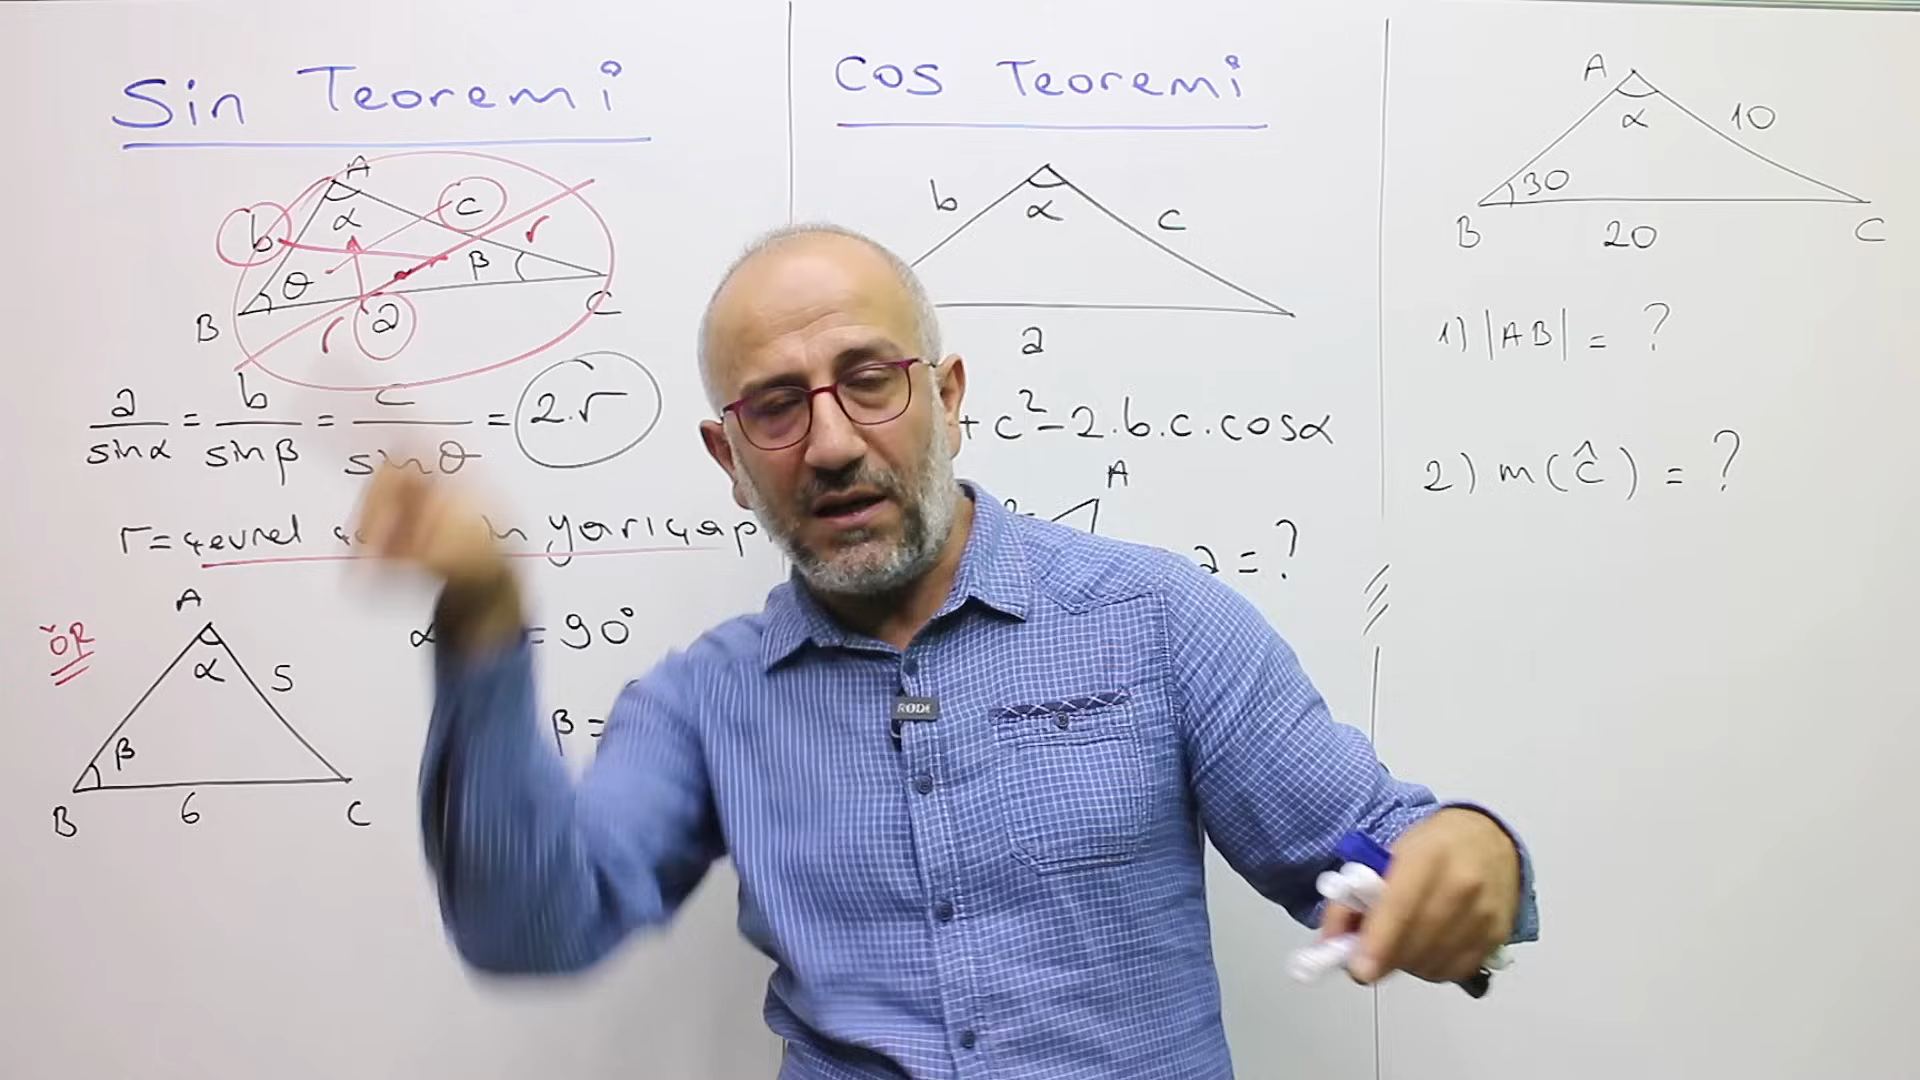 Sin Teoremi
A
b
α
c
r
θ
β
B
r
a
C
a/sinα = b/sinβ = c/sinθ = 2.r
r = çevrel yarıçap
ÖR
A
α
5
β
B
6
C
α = 90°
β =
Cos Teoremi
b
α
c
a
+ c² - 2.b.c.cosα
A
a = ?
A
α
10
30
B
20
C
1) |AB| = ?
2) m(Ĉ) = ?
RODE